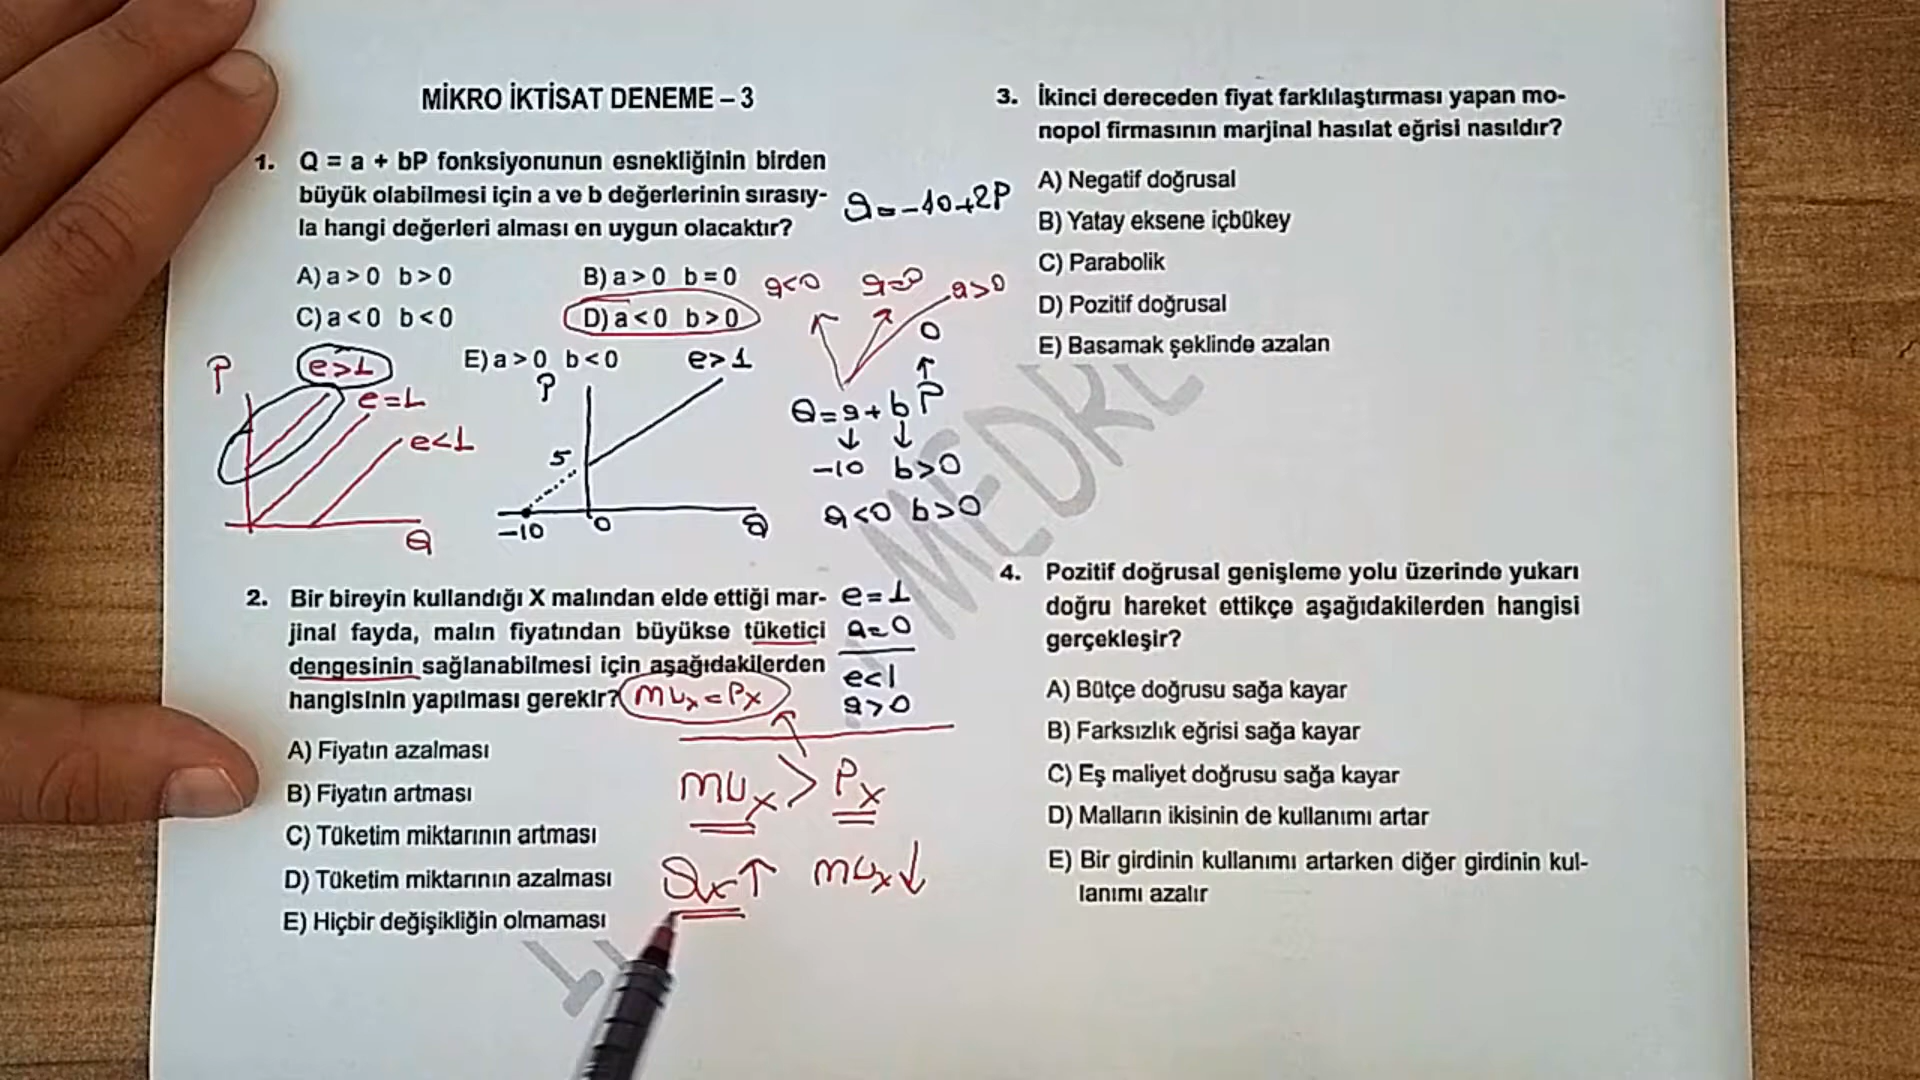 MİKRO İKTİSAT DENEME – 3
1. Q = a + bP fonksiyonunun esnekliğinin birden
büyük olabilmesi için a ve b değerlerinin sırasıy-
la hangi değerleri alması en uygun olacaktır?
Q=-10+2P
A) a > 0 b > 0
B) a > 0 b = 0
C) a < 0 b < 0
D) a < 0 b > 0
E) a > 0 b < 0
a<0 a=0 a>0
P
e>1
e=1
e<1
Q
P
e>1
5
-10
0
Q
0
Q=a+bP
-10 b>0
a<0 b>0
2. Bir bireyin kullandığı X malından elde ettiği mar-
jinal fayda, malın fiyatından büyükse tüketici
dengesinin sağlanabilmesi için aşağıdakilerden
hangisinin yapılması gerekir?
MUx=Px
e=1
a=0
e<1
a>0
A) Fiyatın azalması
B) Fiyatın artması
C) Tüketim miktarının artması
D) Tüketim miktarının azalması
E) Hiçbir değişikliğin olmaması
MUx > Px
Qx↑ MUx↓
3. İkinci dereceden fiyat farklılaştırması yapan mo-
nopol firmasının marjinal hasılat eğrisi nasıldır?
A) Negatif doğrusal
B) Yatay eksene içbükey
C) Parabolik
D) Pozitif doğrusal
E) Basamak şeklinde azalan
4. Pozitif doğrusal genişleme yolu üzerinde yukarı
doğru hareket ettikçe aşağıdakilerden hangisi
gerçekleşir?
A) Bütçe doğrusu sağa kayar
B) Farksızlık eğrisi sağa kayar
C) Eş maliyet doğrusu sağa kayar
D) Malların ikisinin de kullanımı artar
E) Bir girdinin kullanımı artarken diğer girdinin kul-
lanımı azalır